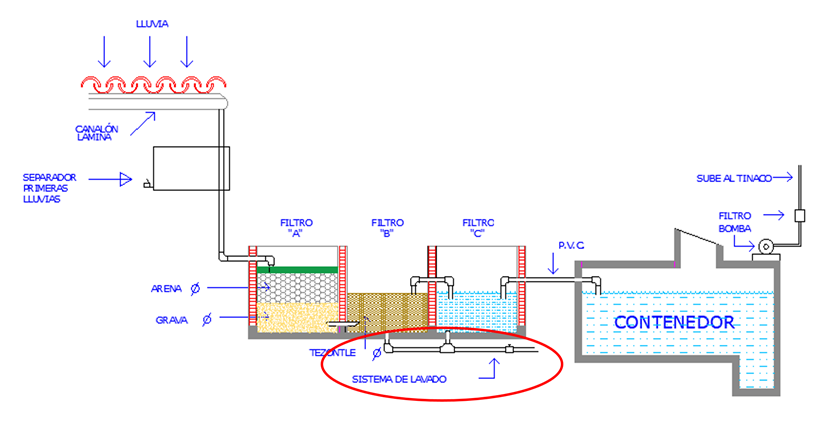 LLUVIA
CANALÓN
LAMINA
SEPARADOR
PRIMERAS
LLUVIAS
SUBE AL TINACO
FILTRO
BOMBA
FILTRO
"A"
FILTRO
"B"
FILTRO
"C"
P.V.C.
ARENA Ø
GRAVA Ø
CONTENEDOR
TEZONTLE Ø
SISTEMA DE LAVADO